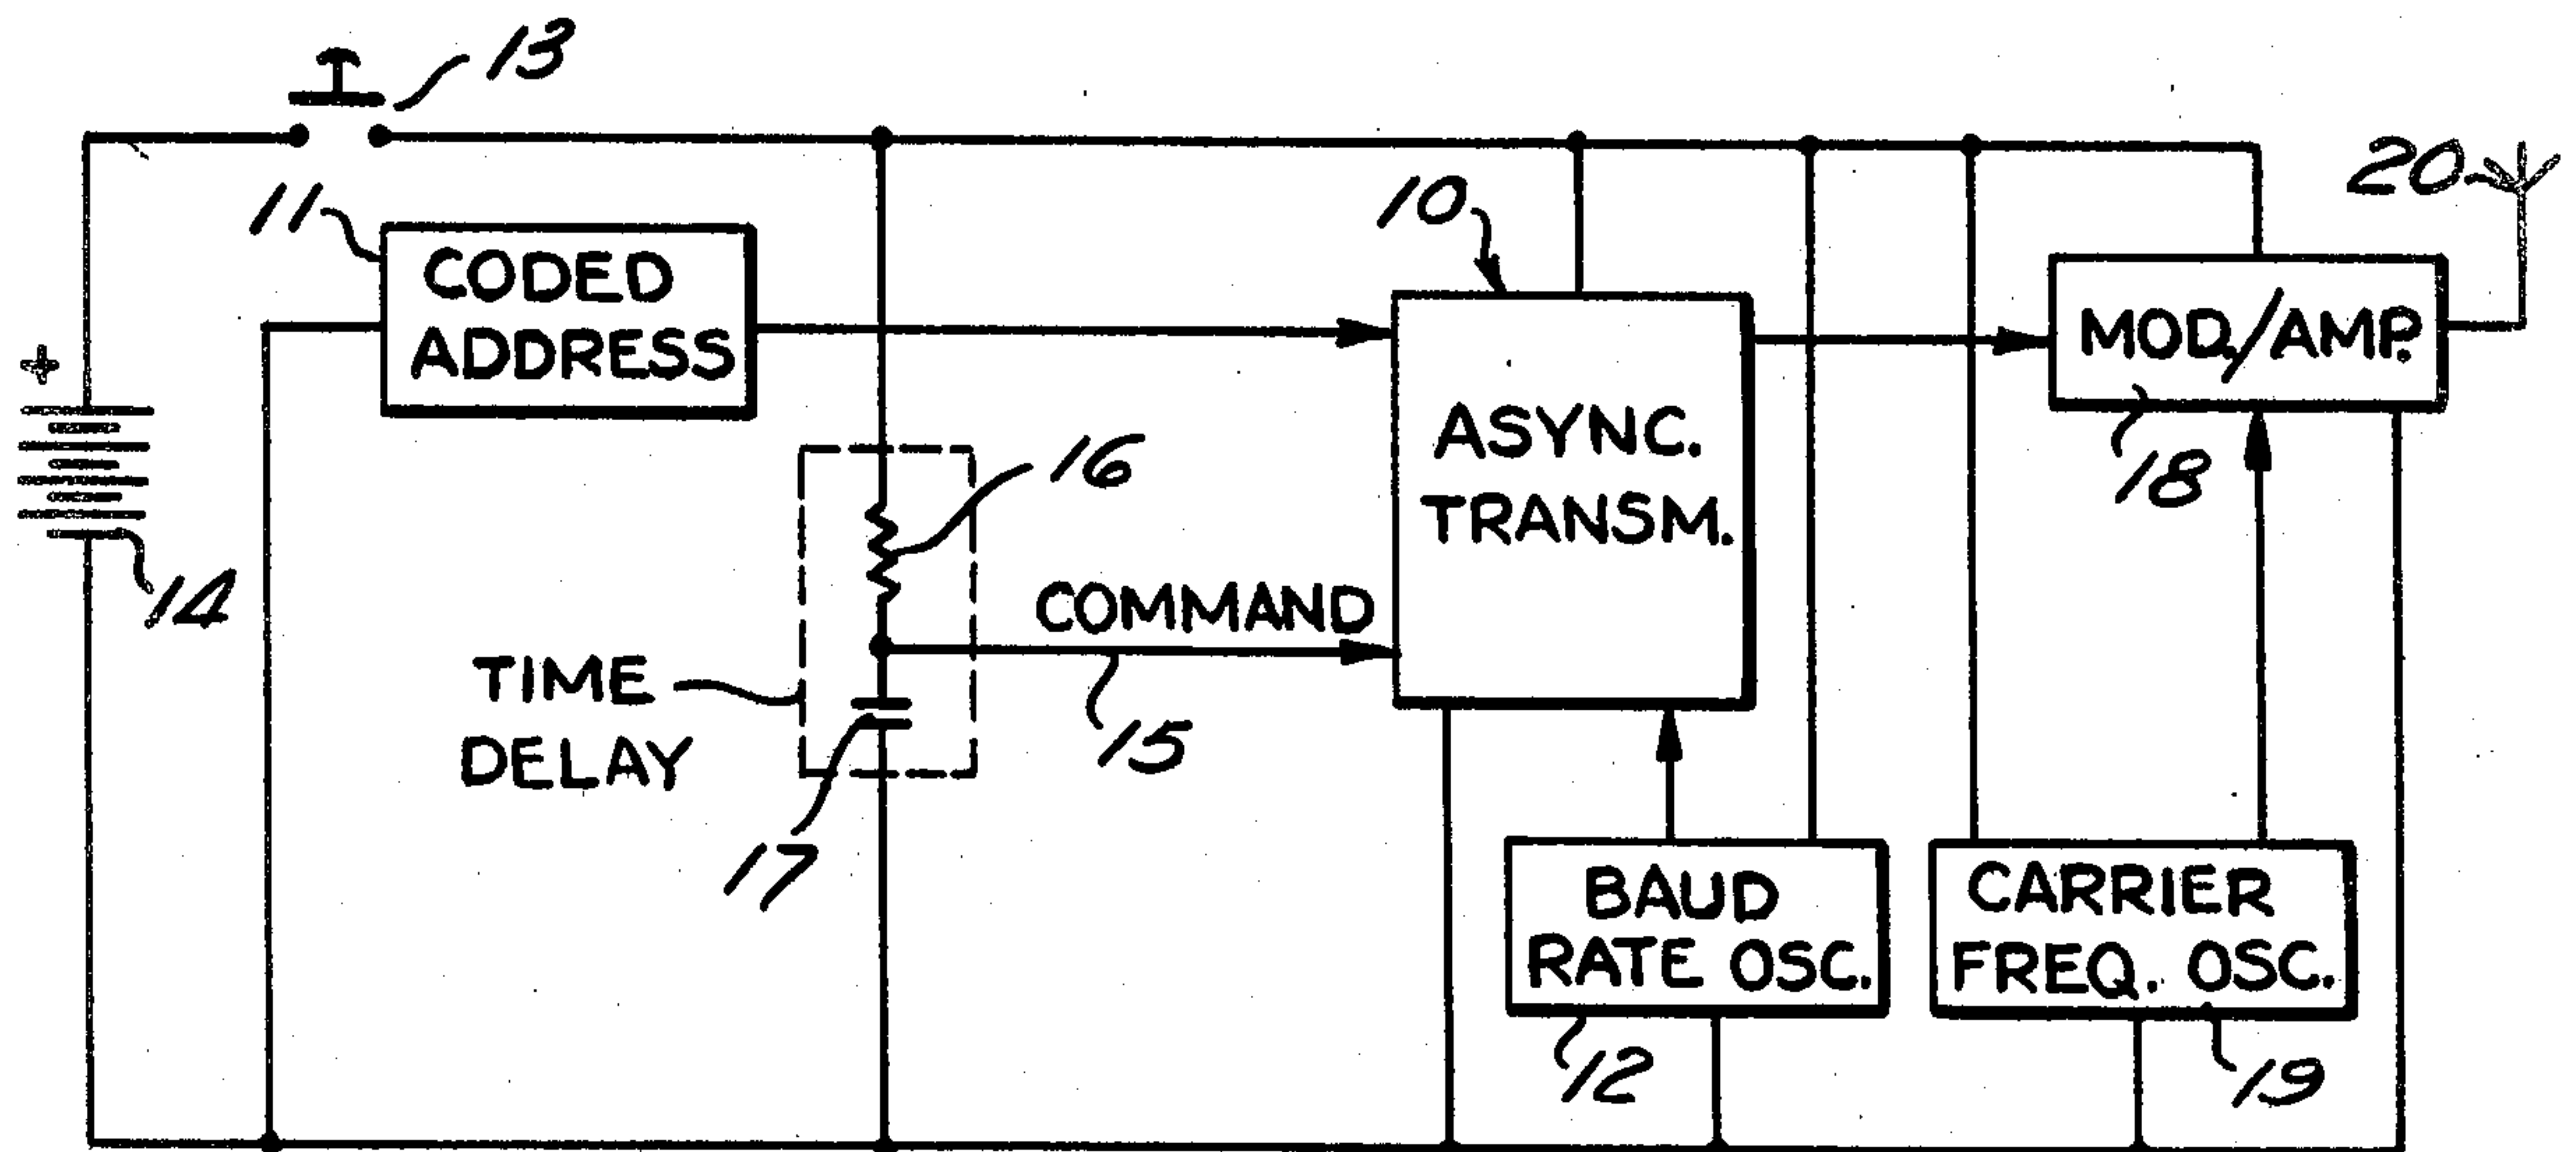 13
20
11
10
CODED
ADDRESS
MOD./AMP.
+
ASYNC.
TRANSM.
16
18
14
COMMAND
TIME
DELAY
15
17
BAUD
RATE OSC.
CARRIER
FREQ. OSC.
12
19